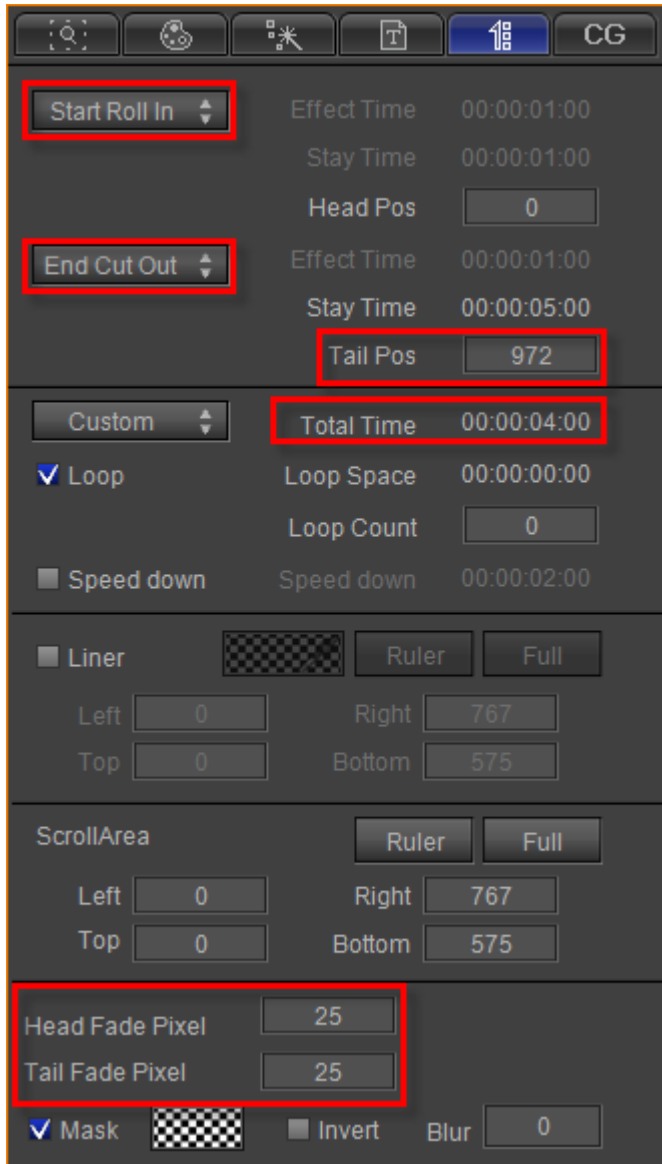 T CG
Start Roll In Effect Time 00:00:01:00
Stay Time 00:00:01:00
Head Pos 0
End Cut Out Effect Time 00:00:01:00
Stay Time 00:00:05:00
Tail Pos 972
Custom Total Time 00:00:04:00
Loop Loop Space 00:00:00:00
Loop Count 0
Speed down Speed down 00:00:02:00
Liner Ruler Full
Left 0 Right 767
Top 0 Bottom 575
ScrollArea Ruler Full
Left 0 Right 767
Top 0 Bottom 575
Head Fade Pixel 25
Tail Fade Pixel 25
Mask Invert Blur 0